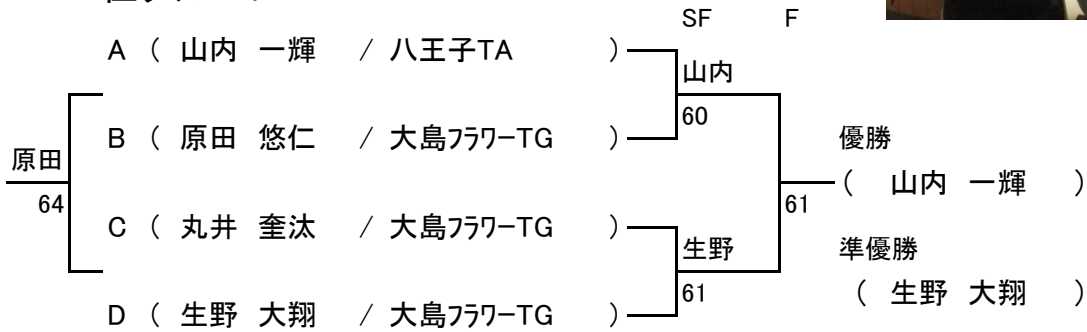 SF F
A ( 山内 一輝 / 八王子TA )
山内
60
B ( 原田 悠仁 / 大島フラワーTG )
優勝
原田
( 山内 一輝 )
64
61
C ( 丸井 奎汰 / 大島フラワーTG )
生野
準優勝
61
( 生野 大翔 )
D ( 生野 大翔 / 大島フラワーTG )